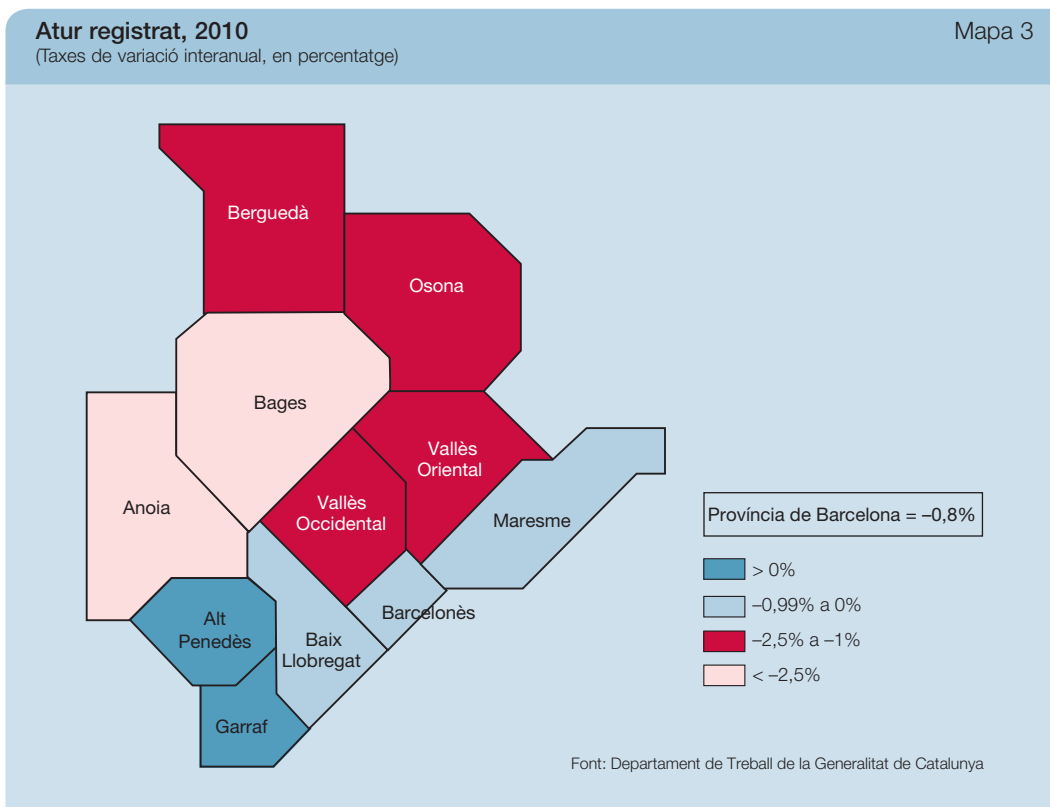 Atur registrat, 2010
Mapa 3
(Taxes de variació interanual, en percentatge)
Berguedà
Osona
Bages
Vallès
Oriental
Anoia
Vallès
Occidental
Maresme
Província de Barcelona = –0,8%
> 0%
–0,99% a 0%
–2,5% a –1%
< –2,5%
Alt
Penedès
Barcelonès
Baix
Llobregat
Garraf
Font: Departament de Treball de la Generalitat de Catalunya